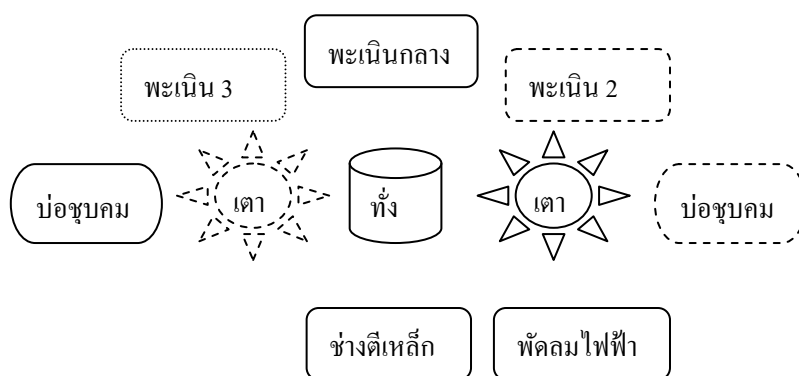 พะเนินกลาง
พะเนิน 3
พะเนิน 2
บ่อชุบคม
เตา
ทั่ง
เตา
บ่อชุบคม
ช่างตีเหล็ก
พัดลมไฟฟ้า